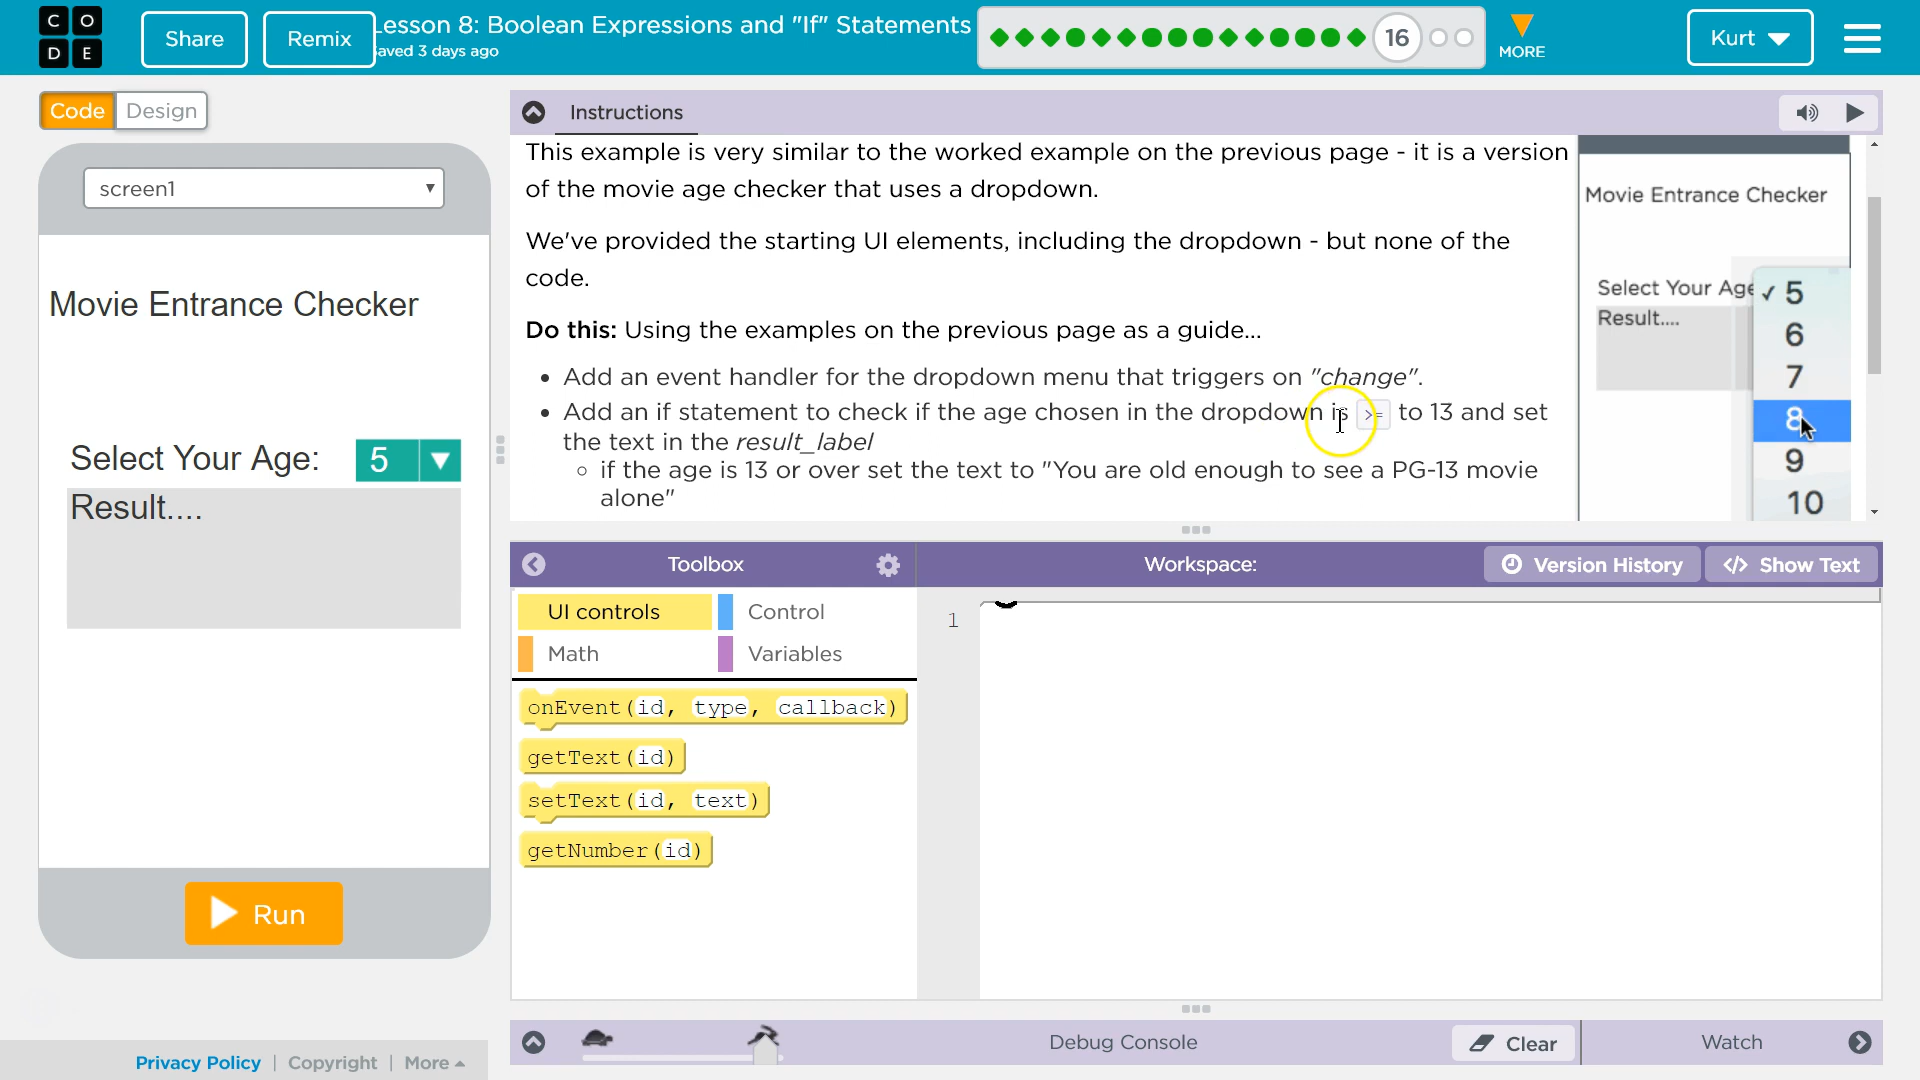 CODE
Share
Remix
Lesson 8: Boolean Expressions and "If" Statements
saved 3 days ago
16
MORE
Kurt
Code
Design
screen1
Movie Entrance Checker
Select Your Age:
5
Result....
Run
Privacy Policy | Copyright | More
Instructions
This example is very similar to the worked example on the previous page - it is a version
of the movie age checker that uses a dropdown.
We've provided the starting UI elements, including the dropdown - but none of the
code.
Do this: Using the examples on the previous page as a guide...
Add an event handler for the dropdown menu that triggers on "change".
Add an if statement to check if the age chosen in the dropdown is >= to 13 and set
the text in the result_label
if the age is 13 or over set the text to "You are old enough to see a PG-13 movie
alone"
Movie Entrance Checker
Select Your Age
Result....
✓ 5
6
7
8
9
10
Toolbox
Workspace:
Version History
</> Show Text
UI controls
Control
Math
Variables
onEvent(id, type, callback)
getText(id)
setText(id, text)
getNumber(id)
1
Debug Console
Clear
Watch